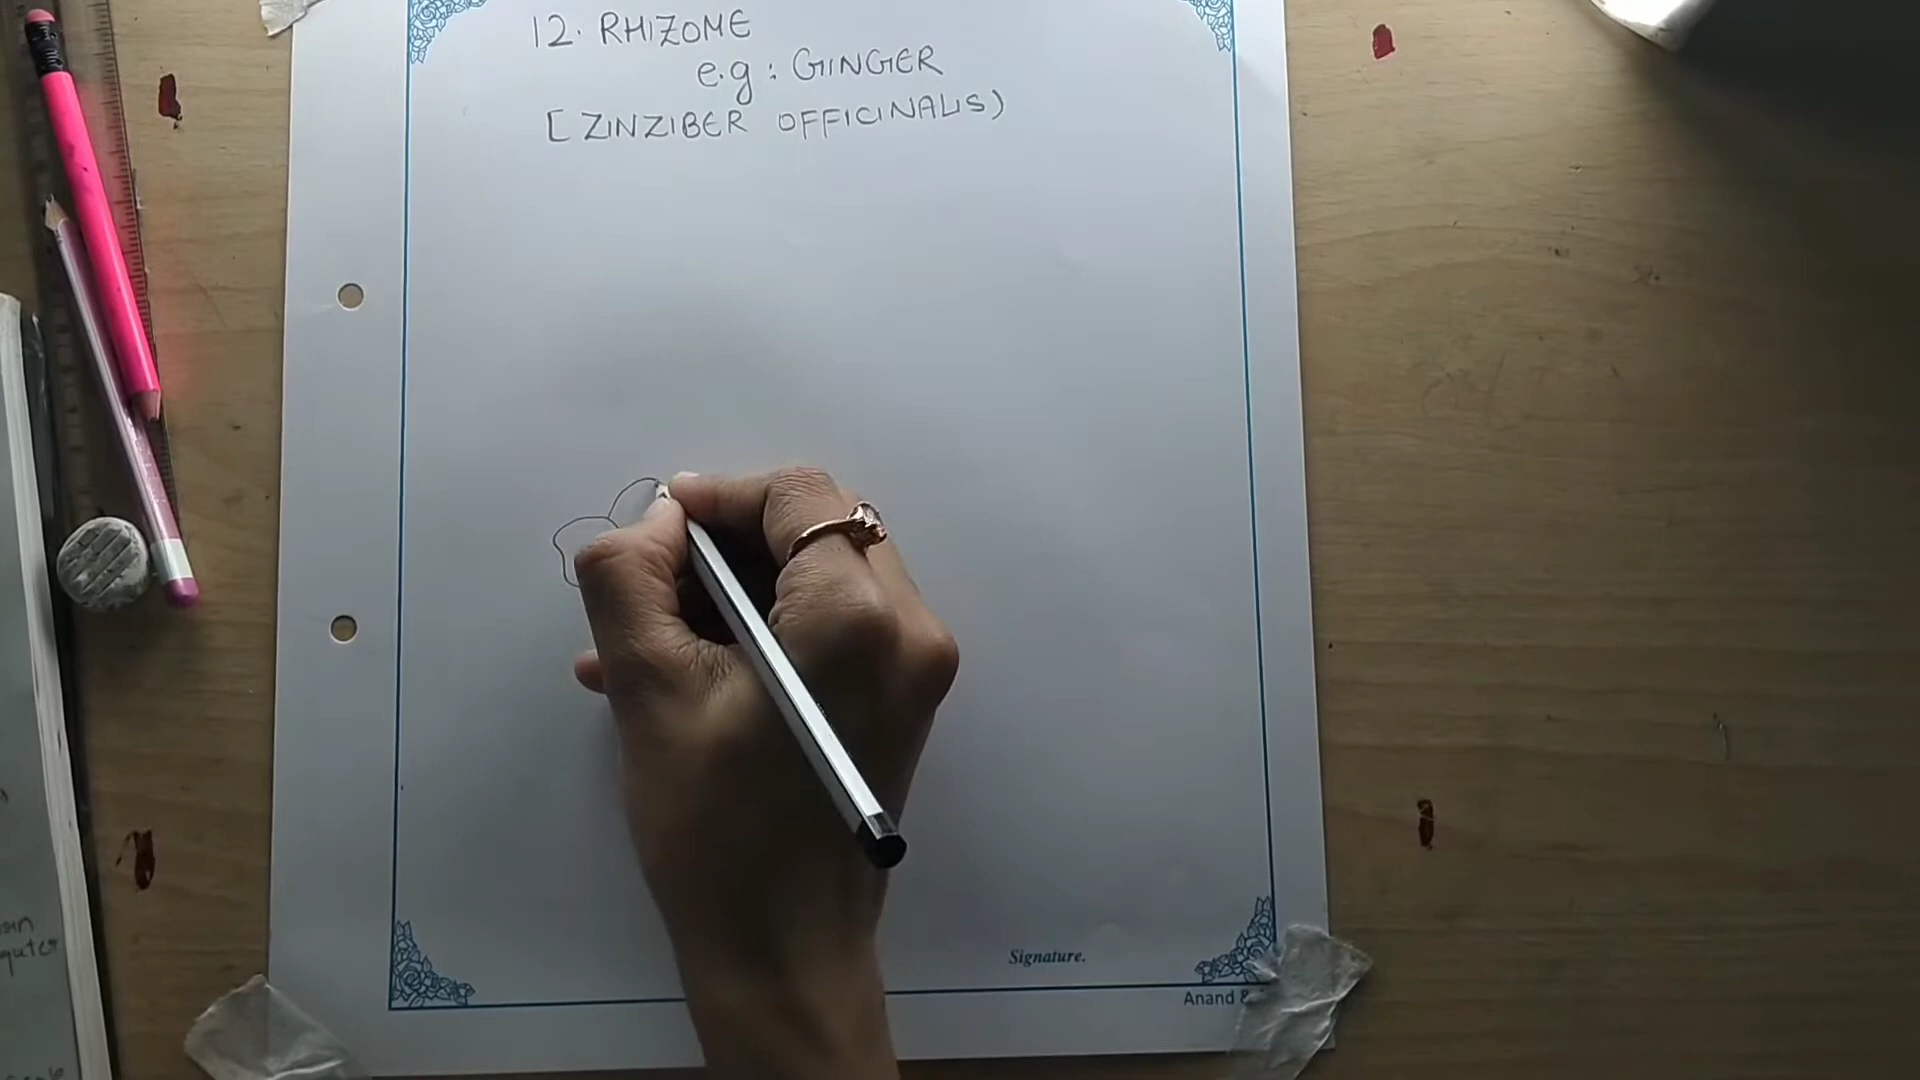 12. RHIZOME
e.g : GINGER
[ZINZIBER OFFICINALIS)
Signature.
Anand